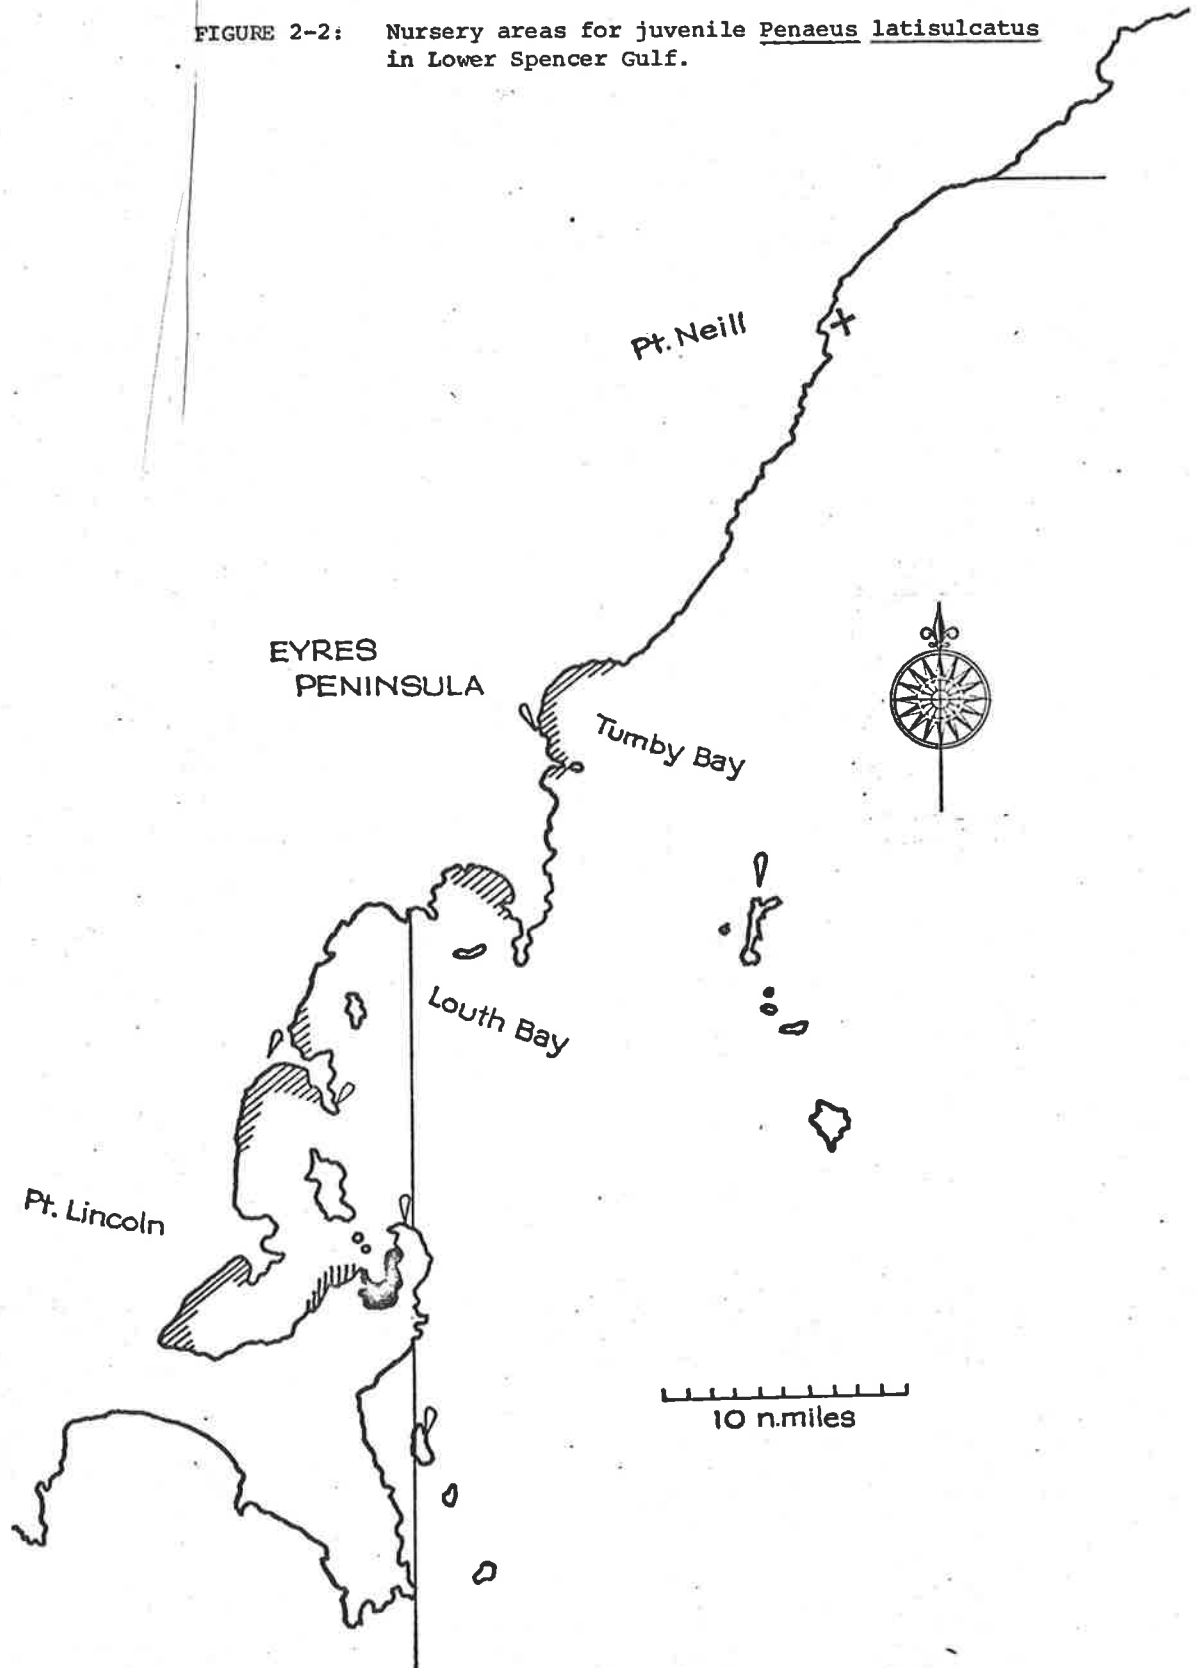 FIGURE 2-2: Nursery areas for juvenile Penaeus latisulcatus
in Lower Spencer Gulf.
Pt. Neill
EYRES
PENINSULA
Tumby Bay
Louth Bay
Pt. Lincoln
10 n.miles